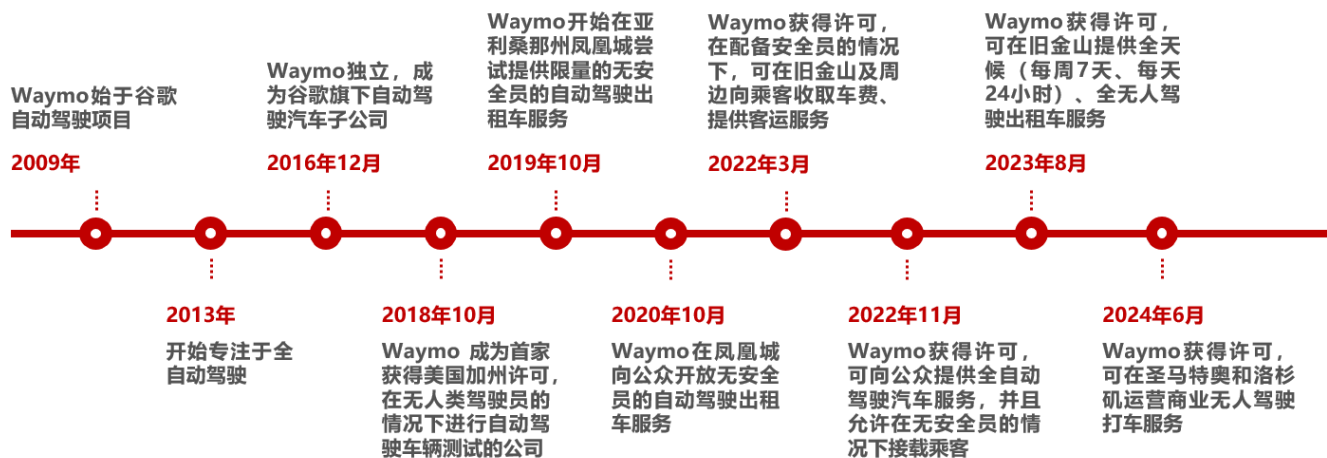 Waymo始于谷歌
自动驾驶项目
2009年
Waymo独立，成
为谷歌旗下自动驾
驶汽车子公司
2016年12月
Waymo开始在亚
利桑那州凤凰城尝
试提供限量的无安
全员的自动驾驶出
租车服务
2019年10月
Waymo获得许可，
在配备安全员的情况
下，可在旧金山及周
边向乘客收取车费、
提供客运服务
2022年3月
Waymo获得许可，
可在旧金山提供全天
候（每周7天、每天
24小时）、全无人驾
驶出租车服务
2023年8月
2013年
开始专注于全
自动驾驶
2018年10月
Waymo 成为首家
获得美国加州许可，
在无人类驾驶员的
情况下进行自动驾
驶车辆测试的公司
2020年10月
Waymo在凤凰城
向公众开放无安全
员的自动驾驶出租
车服务
2022年11月
Waymo获得许可，
可向公众提供全自动
驾驶汽车服务，并且
允许在无安全员的情
况下接载乘客
2024年6月
Waymo获得许可，
可在圣马特奥和洛杉
矶运营商业无人驾驶
打车服务